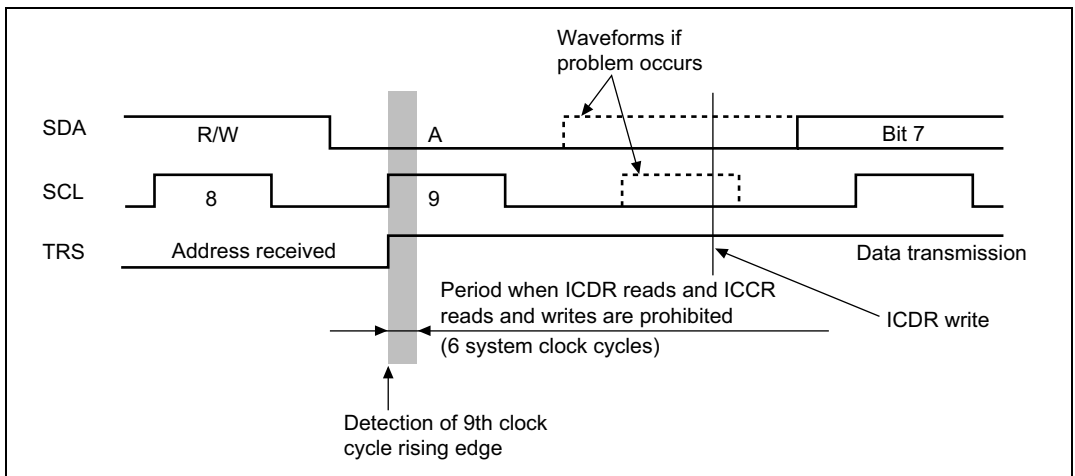 Waveforms if
problem occurs
SDA
R/W
A
Bit 7
SCL
8
9
TRS
Address received
Data transmission
Period when ICDR reads and ICCR
reads and writes are prohibited
(6 system clock cycles)
ICDR write
Detection of 9th clock
cycle rising edge